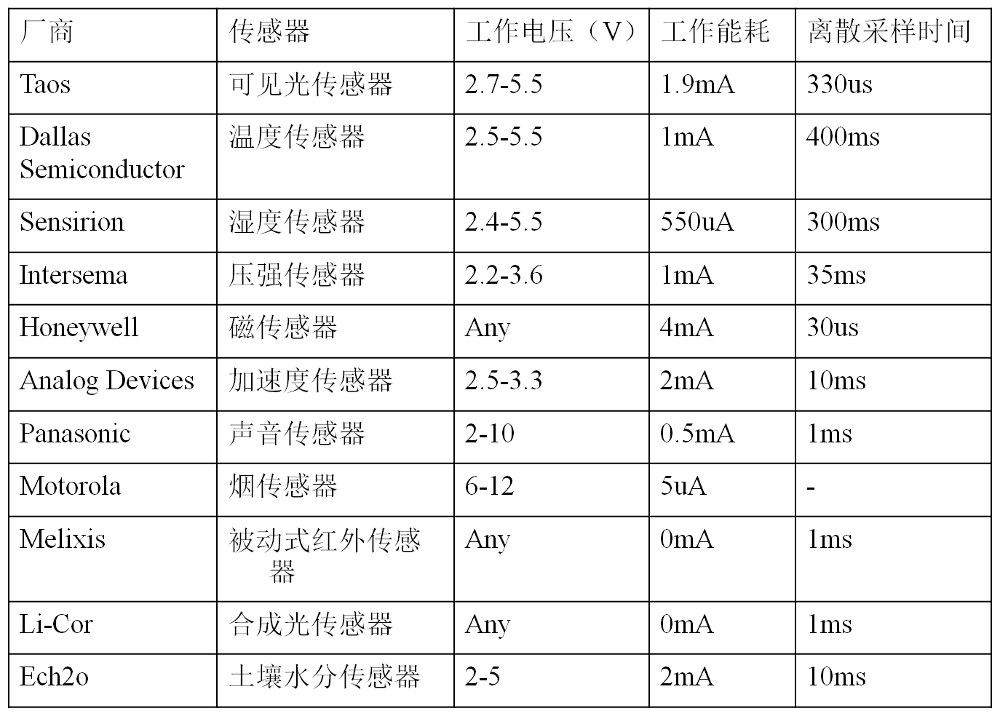 厂商 传感器 工作电压（V） 工作能耗 离散采样时间
Taos 可见光传感器 2.7-5.5 1.9mA 330us
Dallas 温度传感器 2.5-5.5 1mA 400ms
Semiconductor
Sensirion 湿度传感器 2.4-5.5 550uA 300ms
Intersema 压强传感器 2.2-3.6 1mA 35ms
Honeywell 磁传感器 Any 4mA 30us
Analog Devices 加速度传感器 2.5-3.3 2mA 10ms
Panasonic 声音传感器 2-10 0.5mA 1ms
Motorola 烟传感器 6-12 5uA -
Melixis 被动式红外传感 Any 0mA 1ms
器
Li-Cor 合成光传感器 Any 0mA 1ms
Ech2o 土壤水分传感器 2-5 2mA 10ms